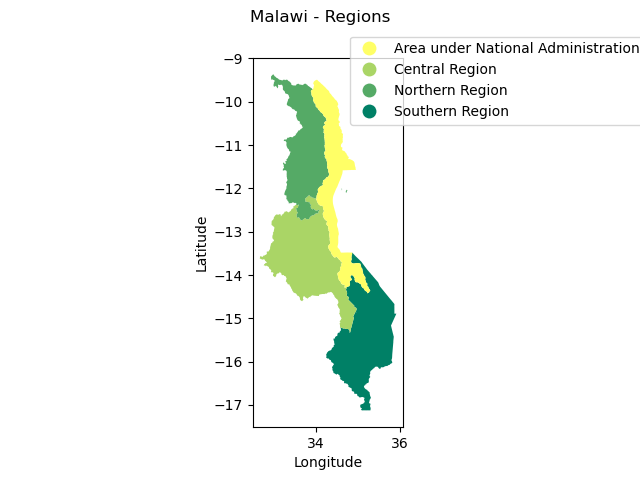 Malawi - Regions
Area under National Administration
Central Region
Northern Region
Southern Region
−9
−10
−11
−12
−13
−14
−15
−16
−17
Latitude
34
36
Longitude